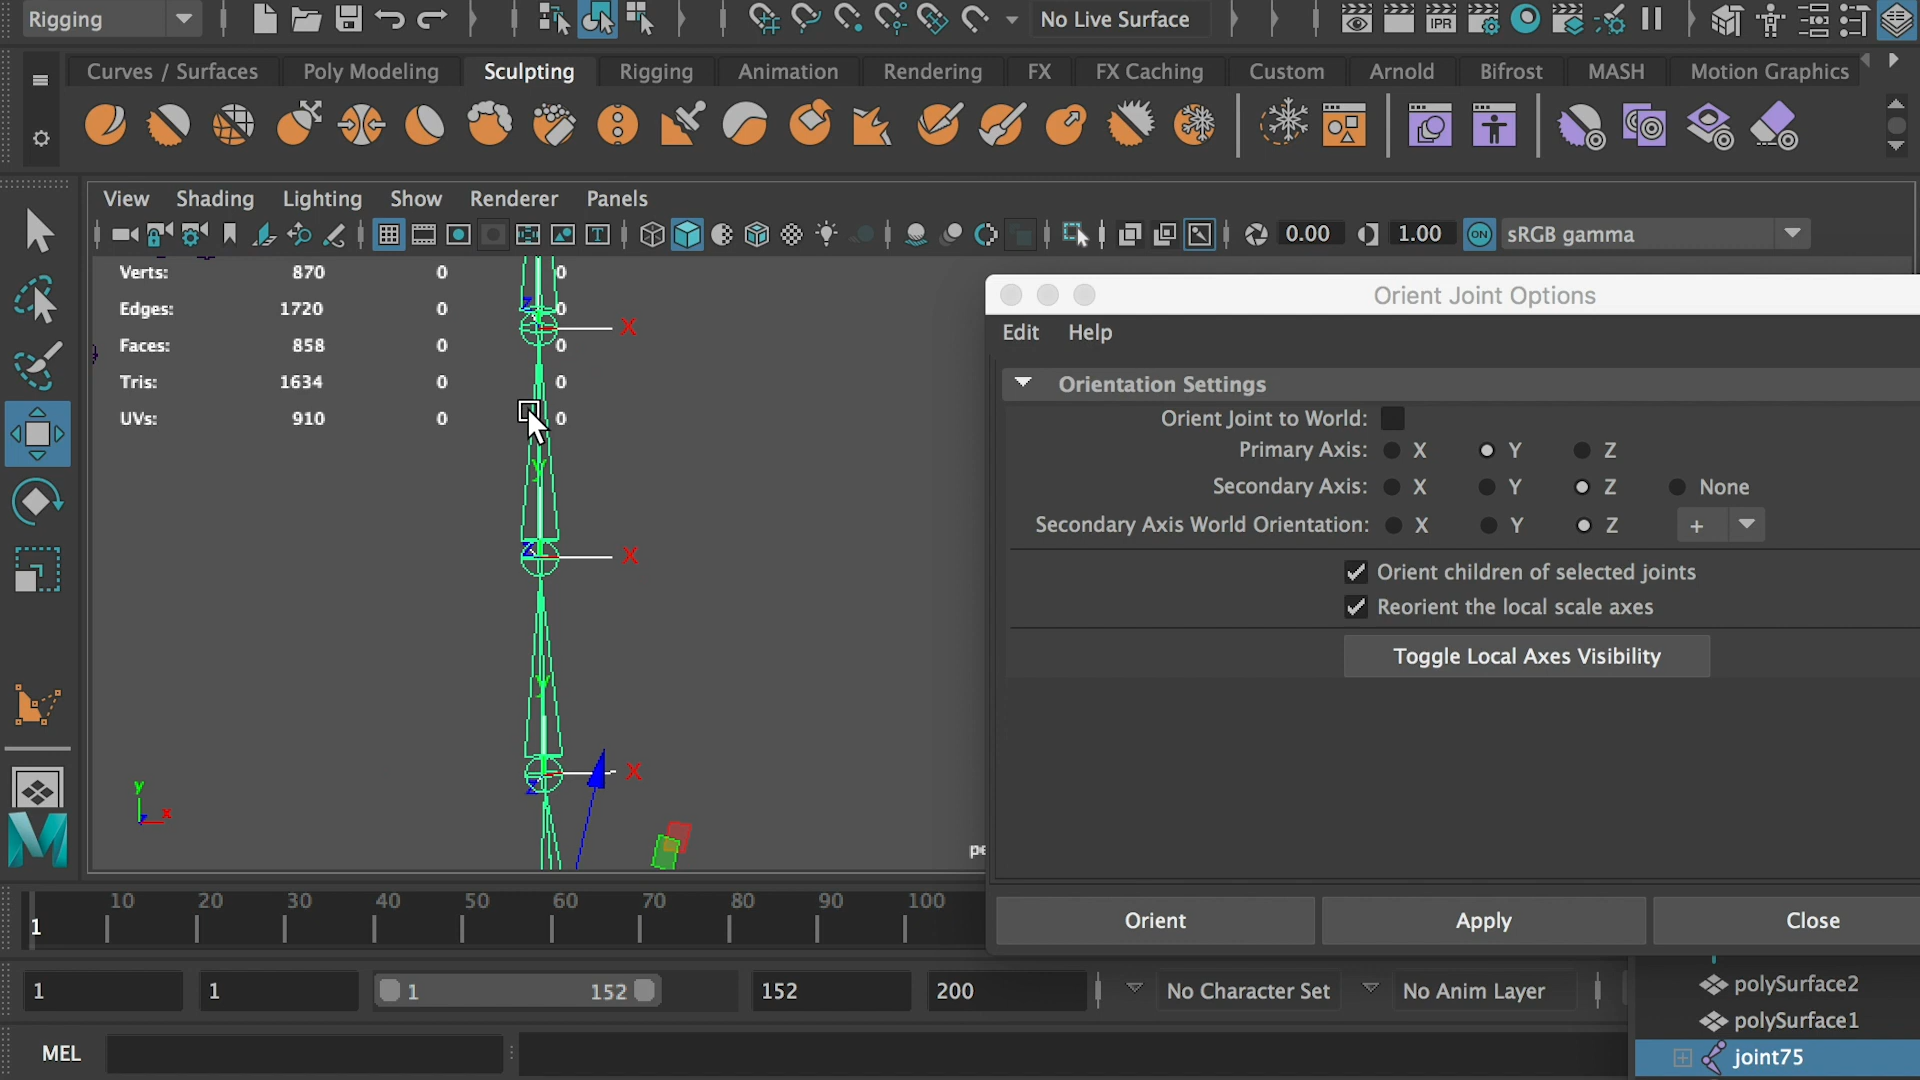 Rigging
No Live Surface
IPR
Curves / Surfaces Poly Modeling Sculpting Rigging Animation Rendering FX FX Caching Custom Arnold Bifrost MASH Motion Graphics
View Shading Lighting Show Renderer Panels
0.00 1.00 ON sRGB gamma
Verts: 870 0 0
Edges: 1720 0 0
Faces: 858 0 0
Tris: 1634 0 0
UVs: 910 0 0
z
X
y
z
X
y
z
X
y
z x
Orient Joint Options
Edit Help
Orientation Settings
Orient Joint to World:
Primary Axis: X Y Z
Secondary Axis: X Y Z None
Secondary Axis World Orientation: X Y Z +
Orient children of selected joints
Reorient the local scale axes
Toggle Local Axes Visibility
Orient Apply Close
1 10 20 30 40 50 60 70 80 90 100
1 1 1 152 152 200 No Character Set No Anim Layer
MEL
polySurface2
polySurface1
joint75